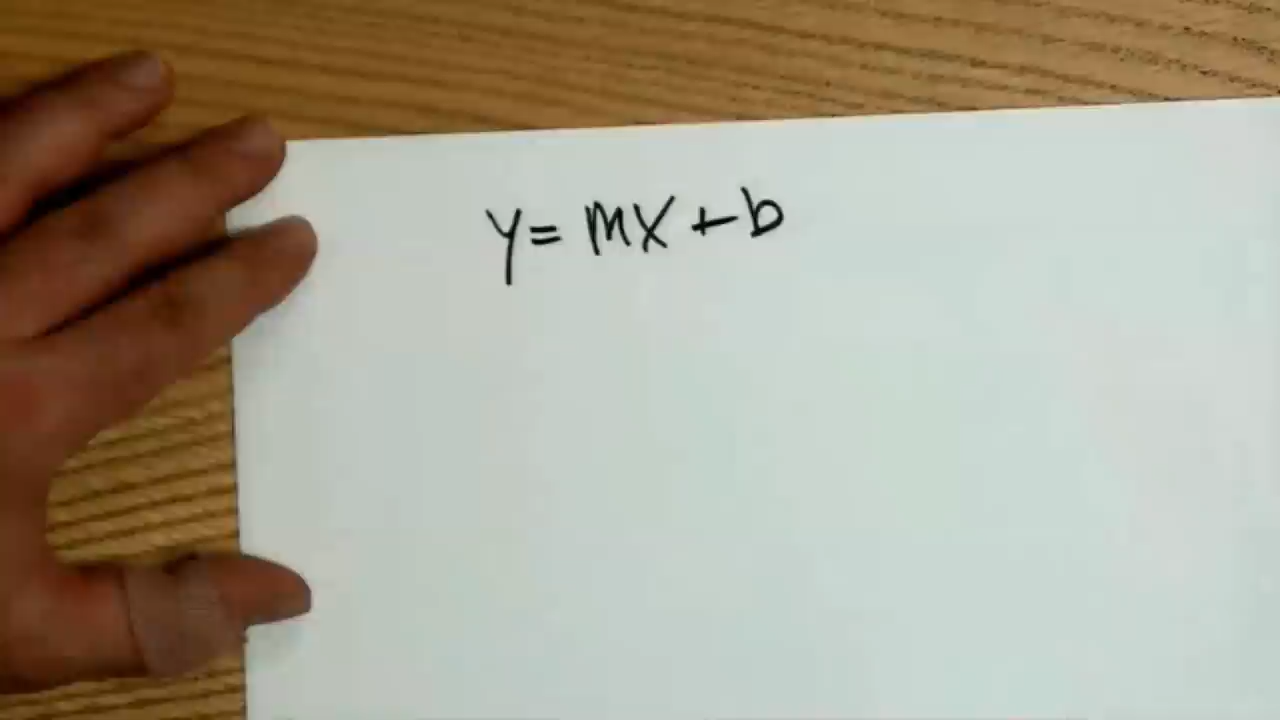 y = mx + b